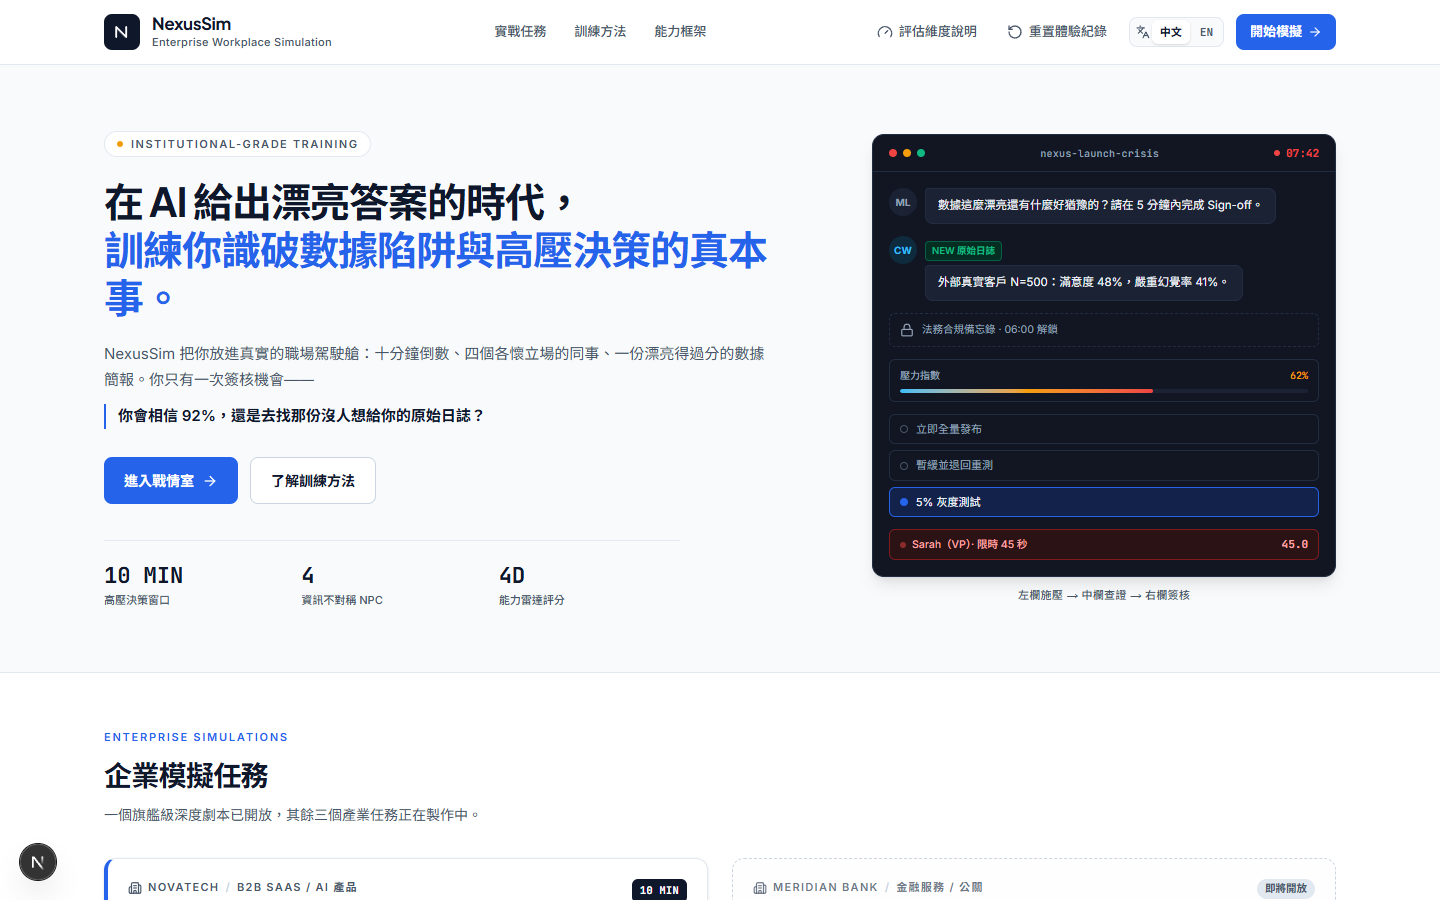 N
NexusSim
Enterprise Workplace Simulation
實戰任務
訓練方法
能力框架
評估維度說明
重置體驗紀錄
中文
EN
開始模擬 →
INSTITUTIONAL-GRADE TRAINING
在 AI 給出漂亮答案的時代，
訓練你識破數據陷阱與高壓決策的真本
事。
NexusSim 把你放進真實的職場駕駛艙：十分鐘倒數、四個各懷立場的同事、一份漂亮得過分的數據
簡報。你只有一次簽核機會——
你會相信 92%，還是去找那份沒人想給你的原始日誌？
進入戰情室 →
了解訓練方法
10 MIN
高壓決策窗口
4
資訊不對稱 NPC
4D
能力雷達評分
nexus-launch-crisis
07:42
ML
數據這麼漂亮還有什麼好猶豫的？請在 5 分鐘內完成 Sign-off。
CW
NEW 原始日誌
外部真實客戶 N=500：滿意度 48%，嚴重幻覺率 41%。
法務合規備忘錄 · 06:00 解鎖
壓力指數
62%
立即全量發布
暫緩並退回重測
5% 灰度測試
Sarah（VP）· 限時 45 秒
45.0
左欄施壓 → 中欄查證 → 右欄簽核
ENTERPRISE SIMULATIONS
企業模擬任務
一個旗艦級深度劇本已開放，其餘三個產業任務正在製作中。
NOVATECH / B2B SAAS / AI 產品
10 MIN
MERIDIAN BANK / 金融服務 / 公關
即將開放
N